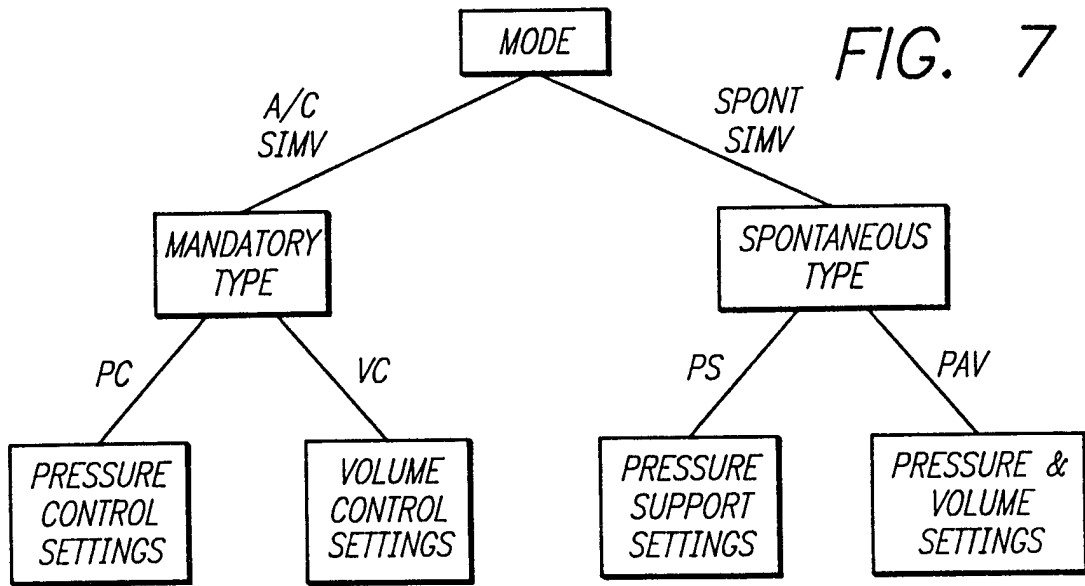 MODE
FIG. 7
A/C
SIMV
SPONT
SIMV
MANDATORY
TYPE
SPONTANEOUS
TYPE
PC
VC
PS
PAV
PRESSURE
CONTROL
SETTINGS
VOLUME
CONTROL
SETTINGS
PRESSURE
SUPPORT
SETTINGS
PRESSURE &
VOLUME
SETTINGS